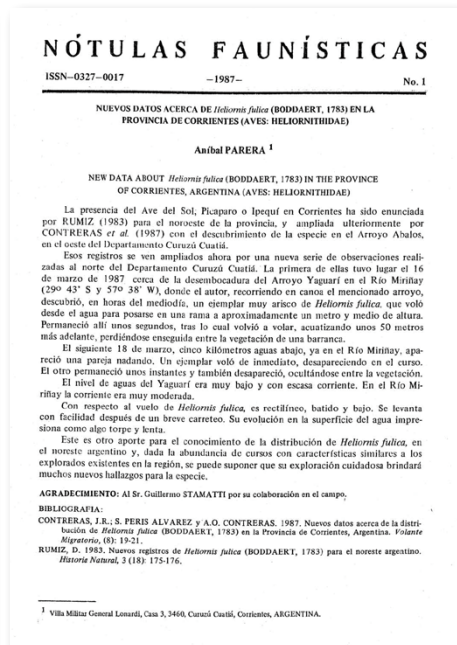 NÓTULAS FAUNÍSTICAS
ISSN-0327-0017 -1987- No. 1
NUEVOS DATOS ACERCA DE Heliornis fulica (BODDAERT, 1783) EN LA
PROVINCIA DE CORRIENTES (AVES: HELIORNITHIDAE)
Aníbal PARERA 1
NEW DATA ABOUT Heliornis fulica (BODDAERT, 1783) IN THE PROVINCE
OF CORRIENTES, ARGENTINA (AVES: HELIORNITHIDAE)
La presencia del Ave del Sol; Picaparo o Ipequí en Corrientes ha sido enunciada
por RUMIZ (1983) para el noroeste de la provincia, y ampliada ulteriormente por
CONTRERAS et al. (1987) con el descubrimiento de la especie en el Arroyo Abalos,
en el oeste del Departamento Curuzú Cuatiá.
Esos registros se ven ampliados ahora por una nueva serie de observaciones reali-
zadas al norte del Departamento Curuzú Cuatiá. La primera de ellas tuvo lugar el 16
de marzo de 1987 cerca de la desembocadura del Arroyo Yaguarí en el Río Miriñay
(290 43' S y 570 38' W), donde el autor, recorriendo en canoa el mencionado arroyo,
descubrió, en horas del mediodía, un ejemplar muy arisco de Heliornis fulica, que voló
desde el agua para posarse en una rama a aproximadamente un metro y medio de altura.
Permaneció allí unos segundos, tras lo cual volvió a volar, acuatizando unos 50 metros
más adelante, perdiéndose enseguida entre la vegetación de una barranca.
El siguiente 18 de marzo, cinco kilómetros aguas abajo, ya en el Río Miriñay, apa-
reció una pareja nadando. Un ejemplar voló de inmediato, desapareciendo en el curso.
El otro permaneció unos instantes y también desapareció, ocultándose entre la vegetación.
El nivel de aguas del Yaguarí era muy bajo y con escasa corriente. En el Río Mi-
riñay la corriente era muy moderada.
Con respecto al vuelo de Heliornis fulica, es rectilíneo, batido y bajo. Se levanta
con facilidad después de un breve carreteo. Su evolución en la superficie del agua impre-
siona como algo torpe y lenta.
Este es otro aporte para el conocimiento de la distribución de Heliornis fulica, en
el noreste argentino y, dada la abundancia de cursos con características similares a los
explorados existentes en la región, se puede suponer que su exploración cuidadosa brindará
muchos nuevos hallazgos para la especie.
AGRADECIMIENTO: Al Sr. Guillermo STAMATTI por su colaboración en el campo.
BIBLIOGRAFIA:
CONTRERAS, J.R.; S. PERIS ALVAREZ y A.O. CONTRERAS. 1987. Nuevos datos acerca de la distri-
bución de Heliornis fulica (BODDAERT, 1783) en la Provincia de Corrientes, Argentina. Volante
Migratorio, (8): 19-21.
RUMIZ, D. 1983. Nuevos registros de Heliornis fulica (BODDAERT, 1783) para el noreste argentino.
Historia Natural, 3 (18): 175-176.
1 Villa Militar General Lonardi, Casa 3, 3460, Curuzú Cuatiá, Corrientes, ARGENTINA.